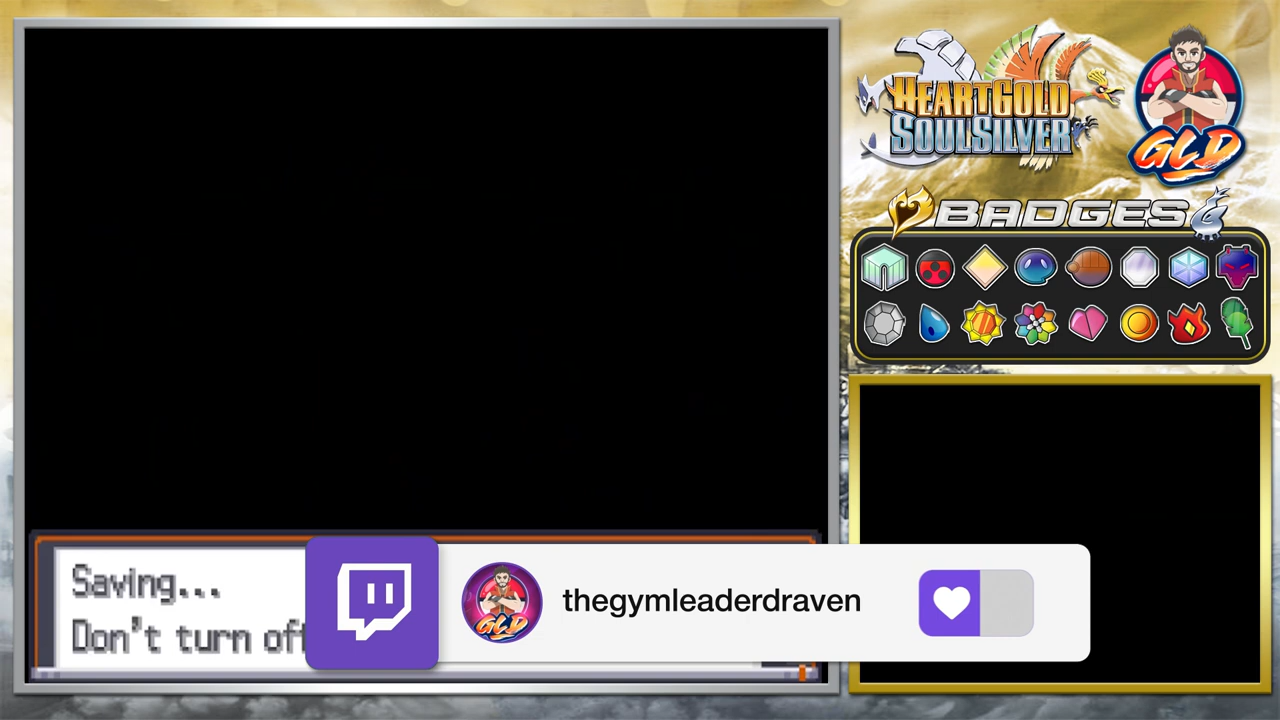 HEARTGOLD
SOULSILVER
GLD
BADGES
Saving...
Don't turn off
GLD
thegymleaderdraven